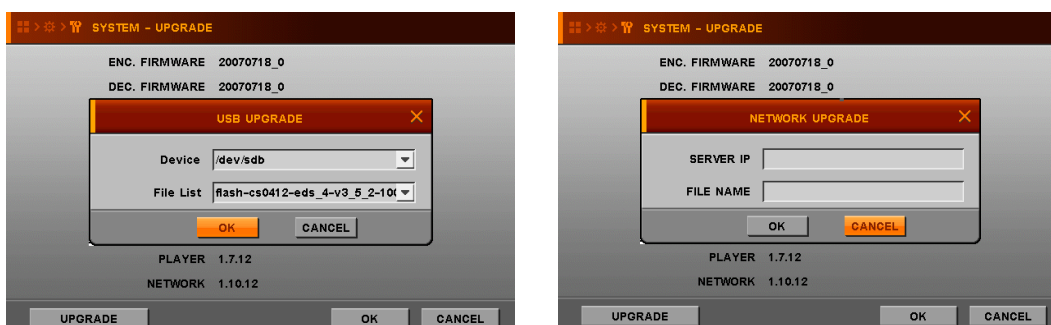 SYSTEM - UPGRADE
ENC. FIRMWARE 20070718_0
DEC. FIRMWARE 20070718_0
USB UPGRADE
Device /dev/sdb
File List flash-cs0412-eds_4-v3_5_2-10
OK CANCEL
PLAYER 1.7.12
NETWORK 1.10.12
UPGRADE OK CANCEL
SYSTEM - UPGRADE
ENC. FIRMWARE 20070718_0
DEC. FIRMWARE 20070718_0
NETWORK UPGRADE
SERVER IP
FILE NAME
OK CANCEL
PLAYER 1.7.12
NETWORK 1.10.12
UPGRADE OK CANCEL